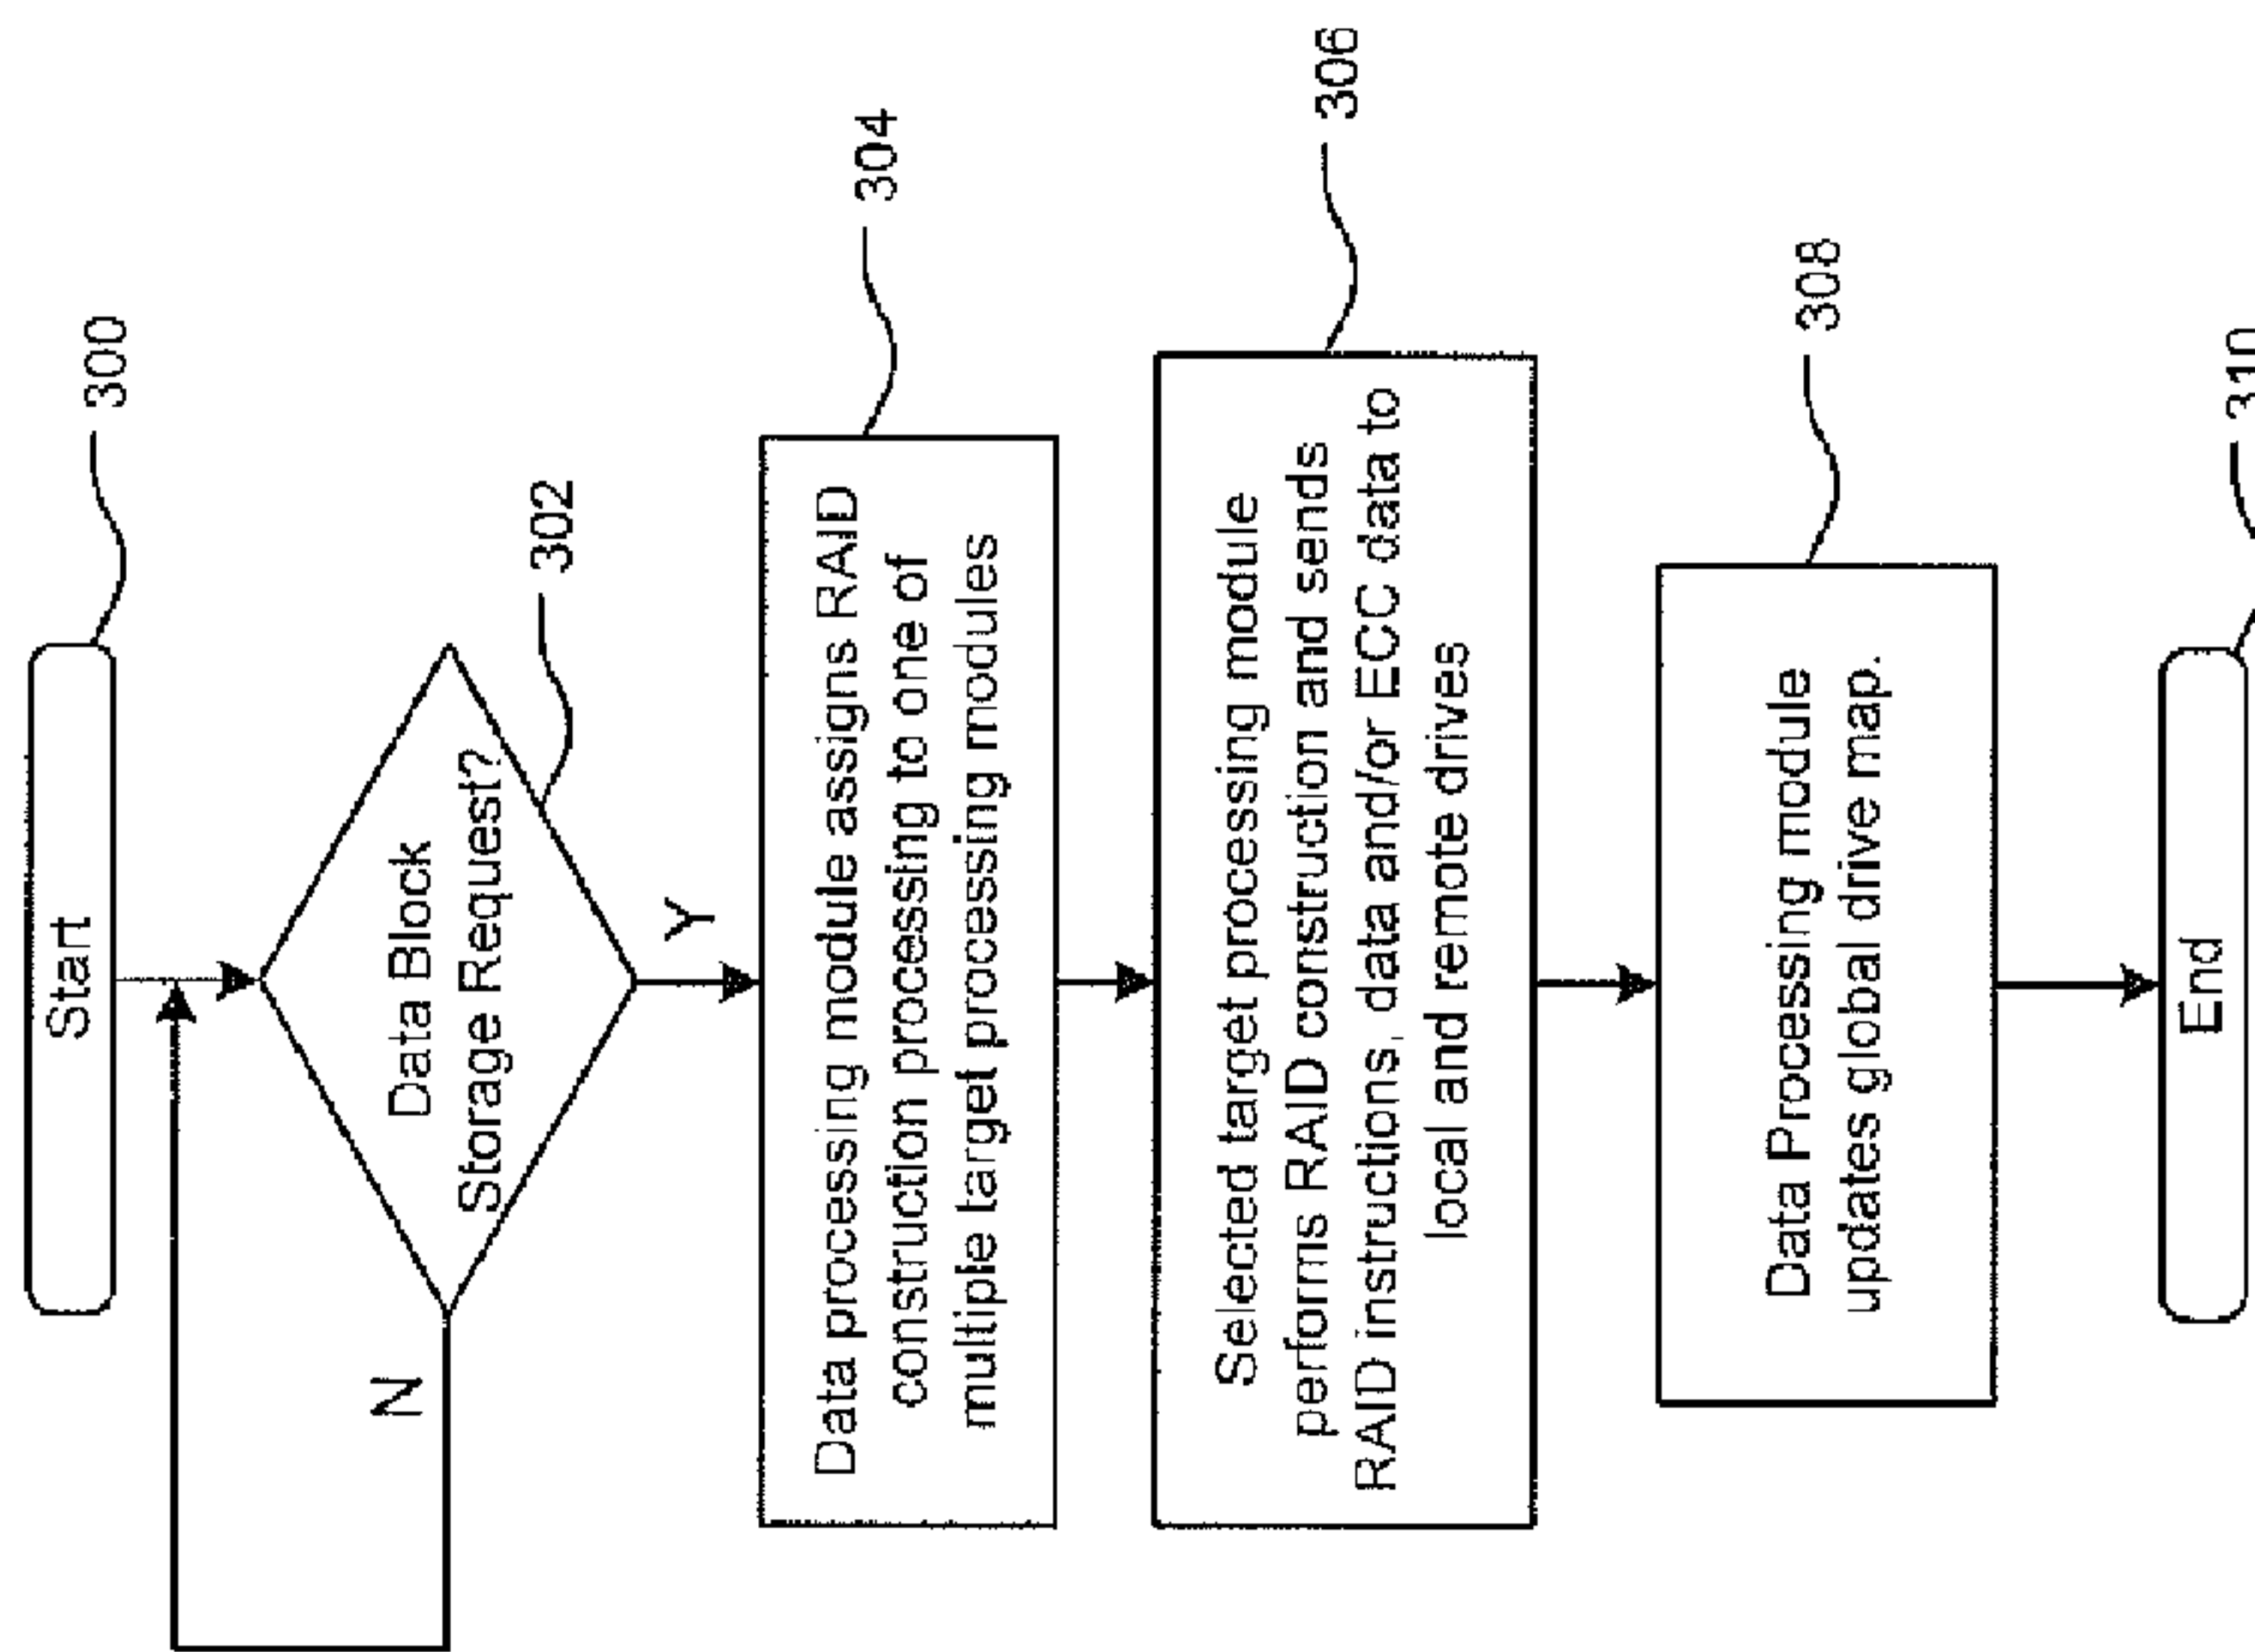 Start
300
Data Block
Storage Request?
302
N
Y
Data processing module assigns RAID
construction processing to one of
multiple target processing modules
304
Selected target processing module
performs RAID construction and sends
RAID instructions, data and/or ECC data to
local and remote drives
306
Data Processing module
updates global drive map.
308
End
310